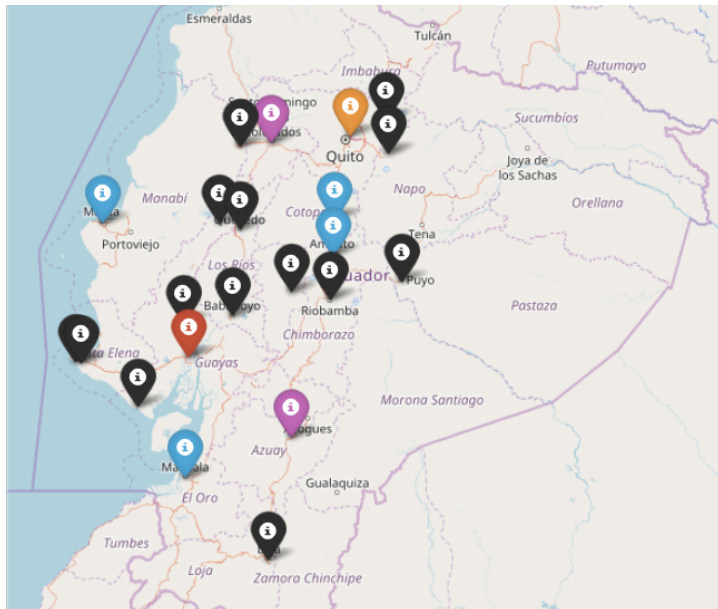 Esmeraldas
Tulcán
Putumayo
Imbabura
Sucumbíos
Quito
Joya de
los Sachas
Napo
Manabí
Orellana
Portoviejo
Tena
Los Ríos
Puyo
Pastaza
Riobamba
Chimborazo
Guayas
Morona Santiago
Azuay
Gualaquiza
El Oro
Tumbes
Loja
Zamora Chinchipe